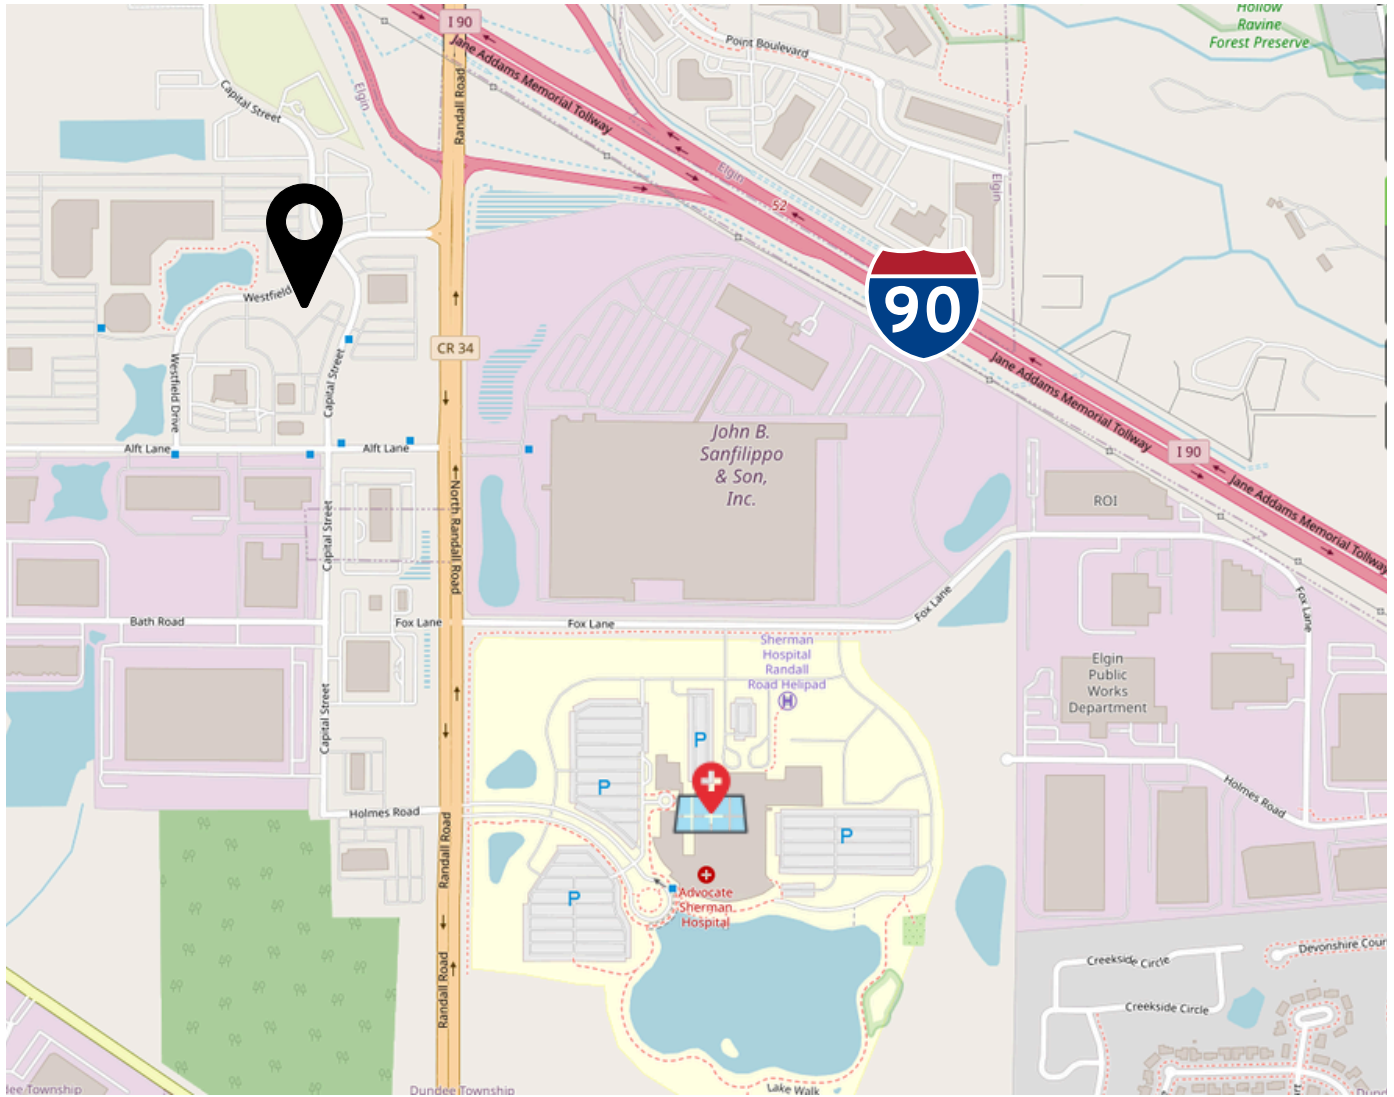 Hollow
Ravine
Forest Preserve
I 90
Point Boulevard
Jane Addams Memorial Tollway
Capital Street
Elgin
Randall Road
Elgin
Elgin
52
90
Westfield
CR 34
Westfield Drive
Capital Street
Jane Addams Memorial Tollway
John B.
Sanfilippo
& Son,
Inc.
Alft Lane
Alft Lane
I 90
Jane Addams Memorial Tollway
ROI
North Randall Road
Capital Street
Bath Road
Fox Lane
Fox Lane
Fox Lane
Fox Lane
Sherman
Hospital
Randall
Road Helipad
H
Elgin
Public
Works
Department
Capital Street
P
P
Holmes Road
Holmes Road
P
Randall Road
P
Advocate
Sherman
Hospital
Devonshire Cour
Creekside Circle
Creekside Circle
Randall Road
Lake Walk
dee Township
Dundee Township